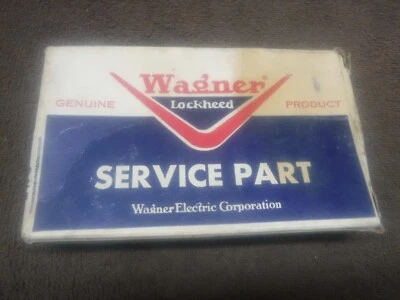 Wagner
Lockheed
GENUINE PRODUCT
SERVICE PART
Wagner Electric Corporation